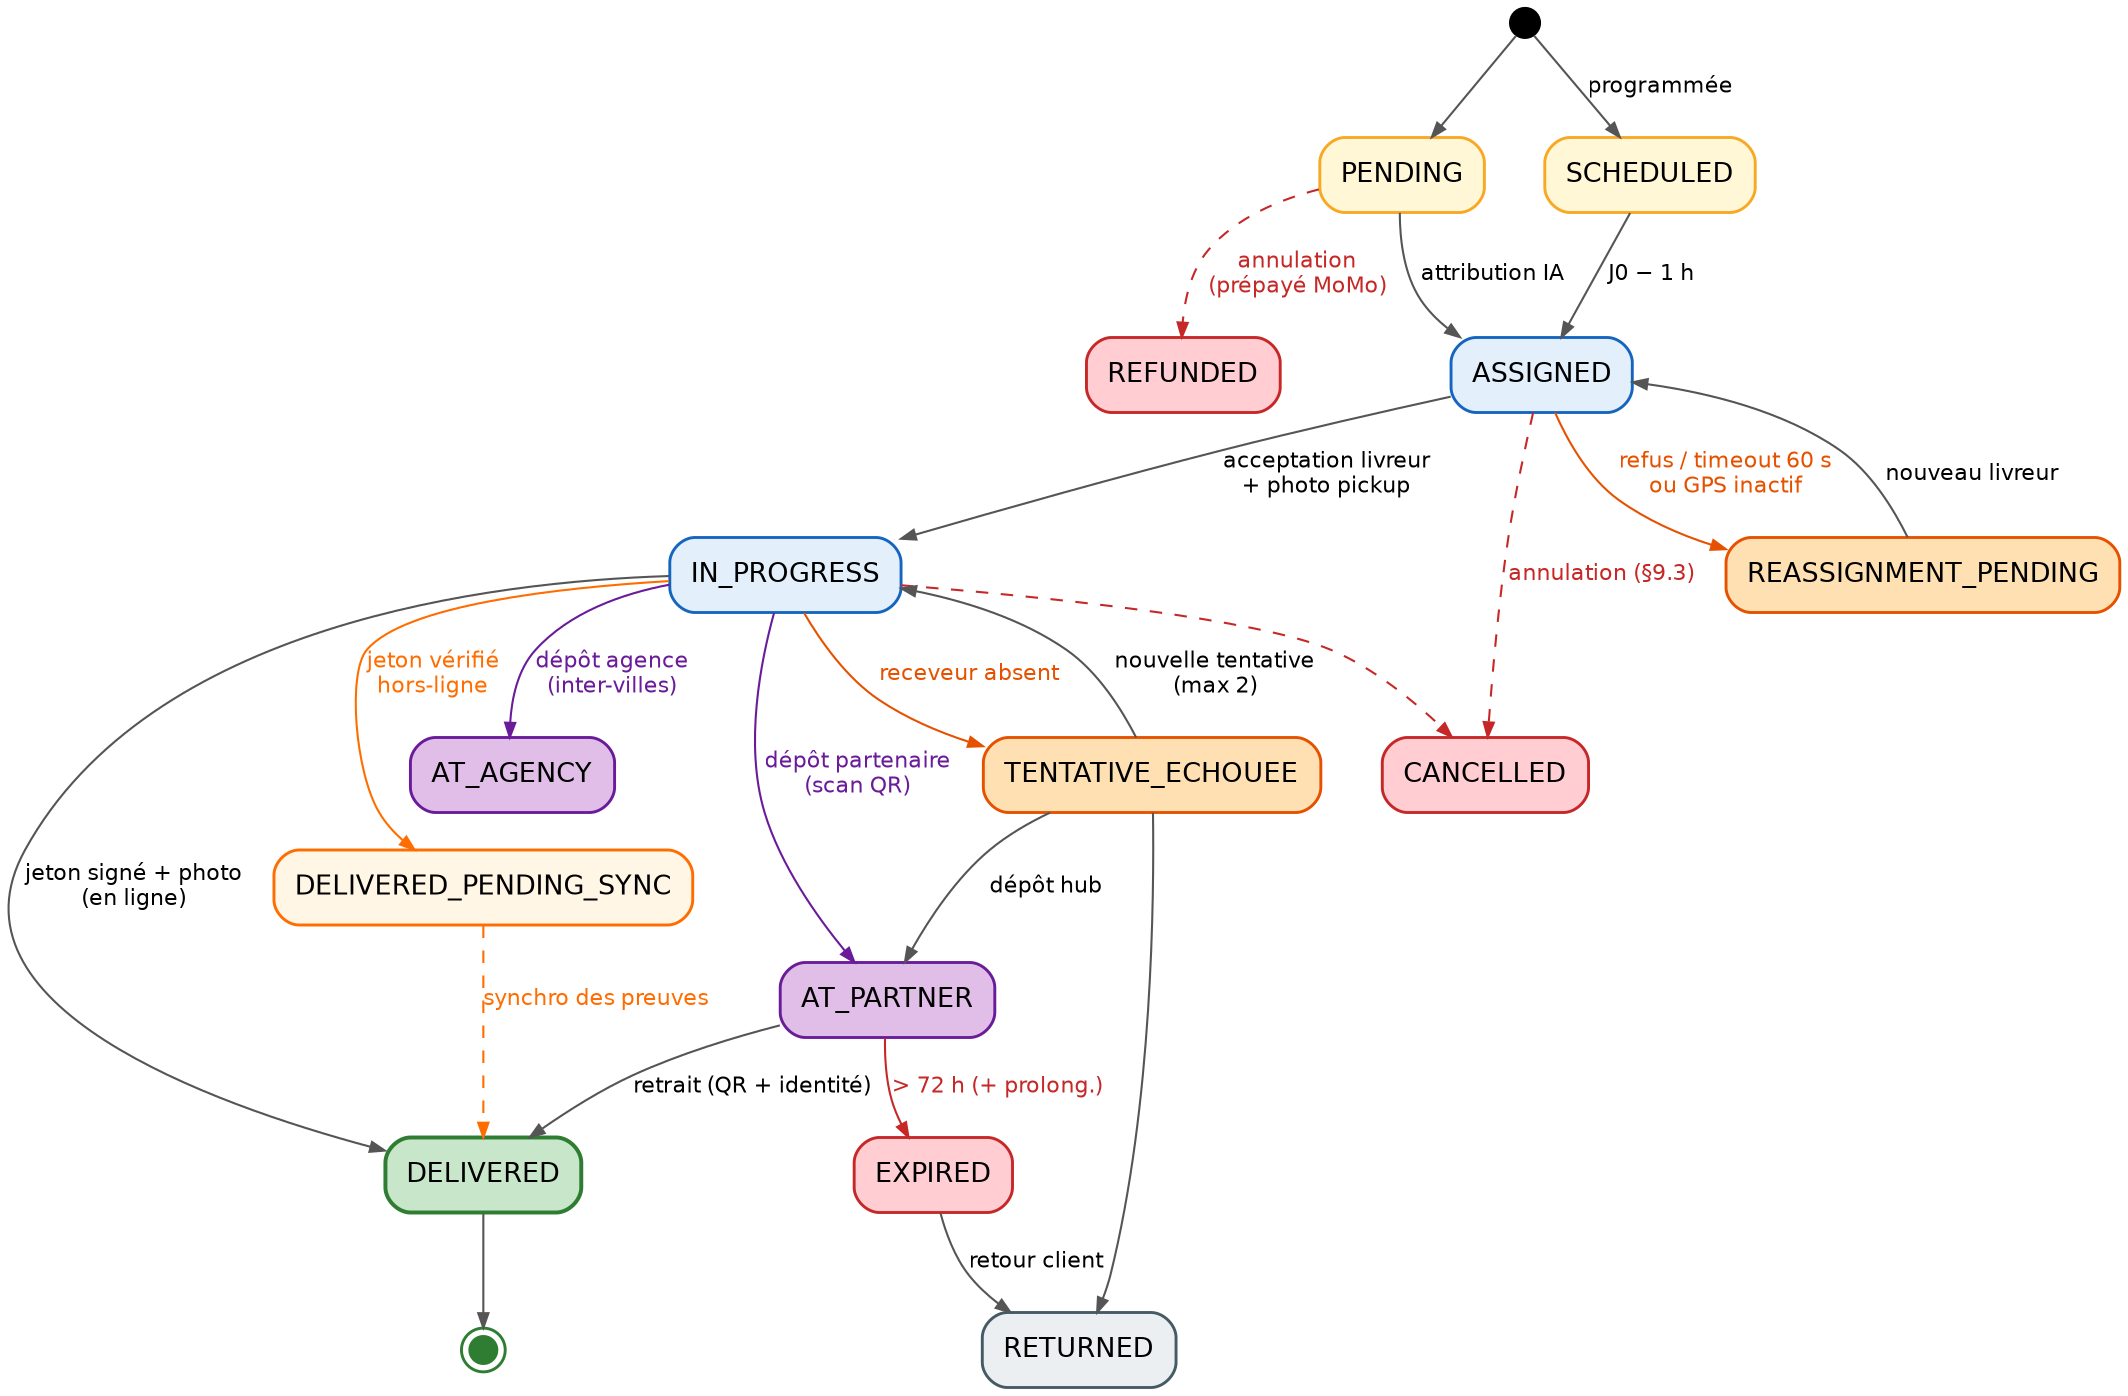 programmée
PENDING
SCHEDULED
annulation
(prépayé MoMo)
attribution IA
J0 − 1 h
REFUNDED
ASSIGNED
acceptation livreur
+ photo pickup
refus / timeout 60 s
ou GPS inactif
nouveau livreur
IN_PROGRESS
annulation (§9.3)
REASSIGNMENT_PENDING
jeton vérifié
hors-ligne
dépôt agence
(inter-villes)
receveur absent
nouvelle tentative
(max 2)
AT_AGENCY
dépôt partenaire
(scan QR)
TENTATIVE_ECHOUEE
CANCELLED
jeton signé + photo
(en ligne)
DELIVERED_PENDING_SYNC
dépôt hub
synchro des preuves
AT_PARTNER
retrait (QR + identité)
> 72 h (+ prolong.)
DELIVERED
EXPIRED
retour client
RETURNED